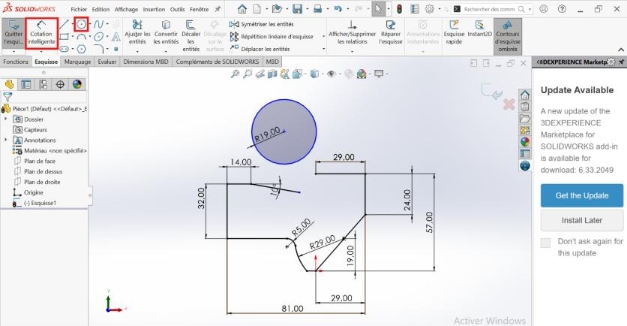 SOLIDWORKS
Fichier Edition Affichage Insertion Outils Fenêtre
Rechercher des comm
Quitter l'esqui...
Cotation intelligente
Ajuster les entités
Convertir les entités
Décaler les entités
Décalage sur la surface
Symétriser les entités
Répétition linéaire d'esquisse
Déplacer les entités
Afficher/Supprimer les relations
Réparer l'esquisse
Esquisse rapide
Instant2D
Contours d'esquisse ombrés
Fonctions Esquisse Marquage Evaluer Dimensions MBD Compléments de SOLIDWORKS MBD
Pièce1 (Défaut) <<Défaut>_E
Dossier
Capteurs
Annotations
Matériau <non spécifié>
Plan de face
Plan de dessus
Plan de droite
Origine
(-) Esquisse1
R19.00
14.00
29.00
32.00
24.00
57.00
R5.00
R29.00
19.00
29.00
81.00
3DEXPERIENCE Marketp
Update Available
A new update of the
3DEXPERIENCE
Marketplace for
SOLIDWORKS add-in
is available for
download: 6.33.2049
Get the Update
Install Later
Don't ask again for
this update
Activer Windows